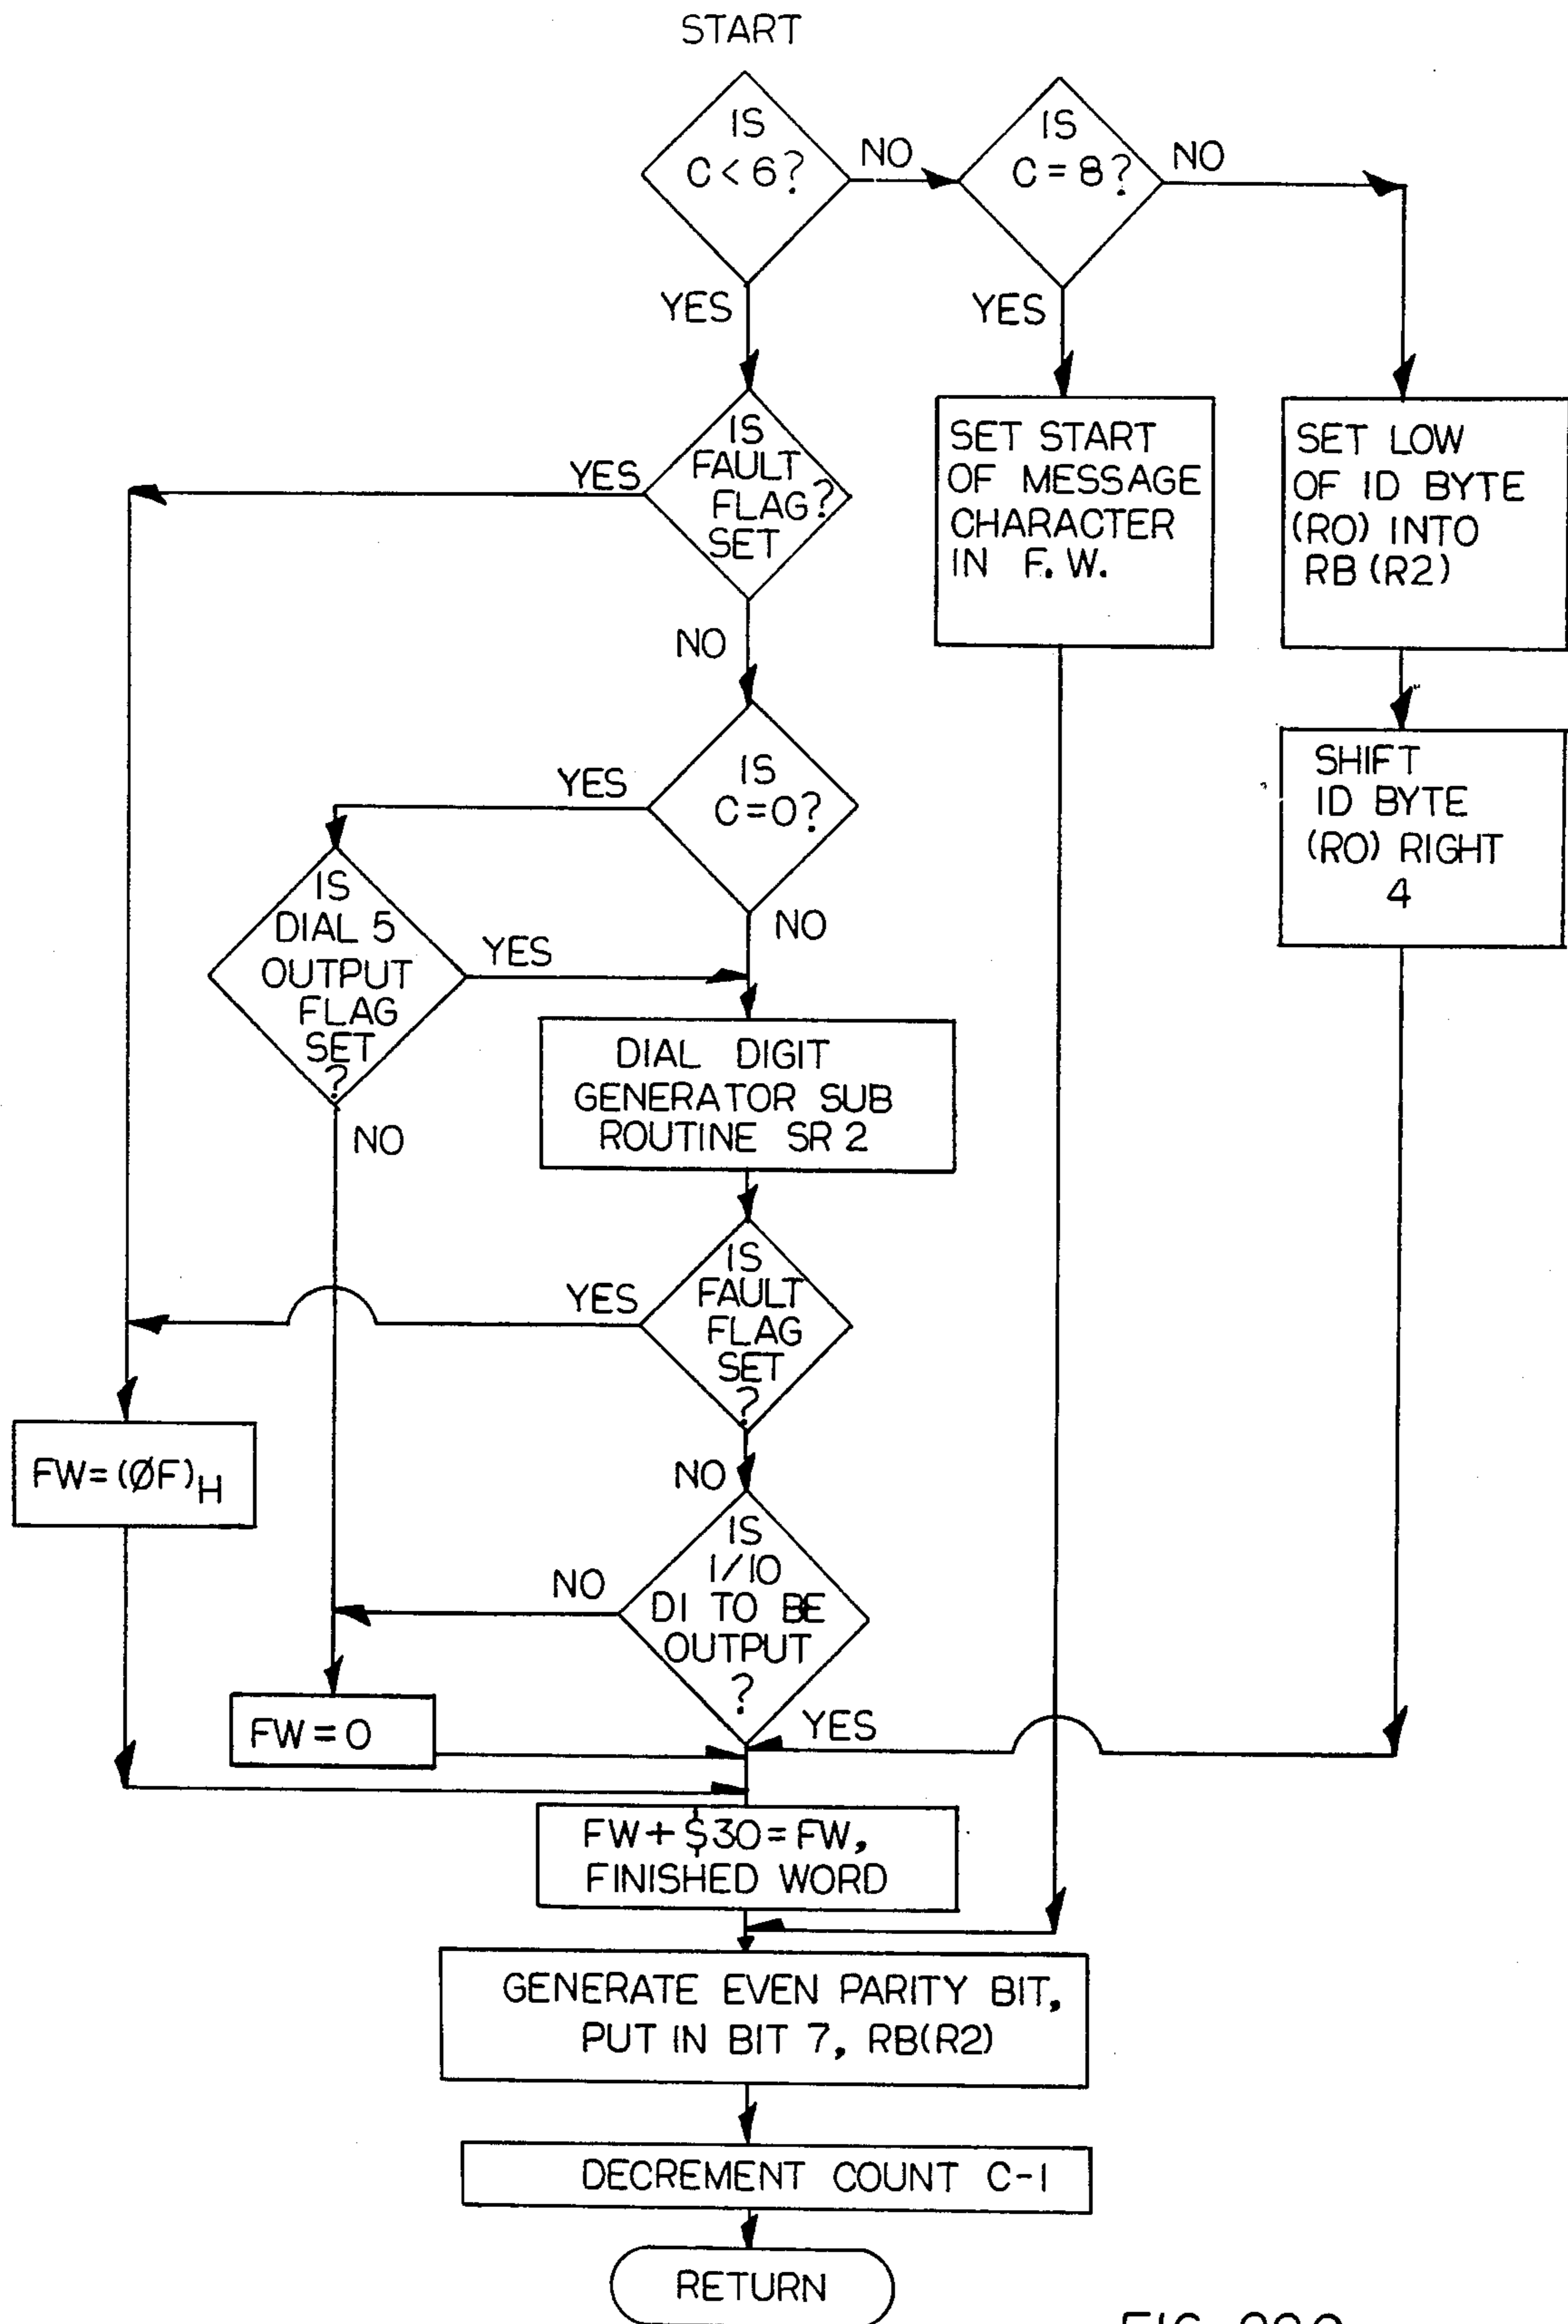 START
IS
C < 6?
NO
IS
C = 8?
NO
YES
YES
IS
FAULT
FLAG?
SET
YES
NO
SET START
OF MESSAGE
CHARACTER
IN F.W.
SET LOW
OF ID BYTE
(RO) INTO
RB (R2)
SHIFT
ID BYTE
(RO) RIGHT
4
YES
IS
C=0?
NO
IS
DIAL 5
OUTPUT
FLAG
SET
?
YES
NO
DIAL DIGIT
GENERATOR SUB
ROUTINE SR 2
YES
IS
FAULT
FLAG
SET
?
NO
FW= (ØF)H
NO
IS
1/10
D1 TO BE
OUTPUT
?
YES
FW = 0
FW + $30 = FW,
FINISHED WORD
GENERATE EVEN PARITY BIT,
PUT IN BIT 7, RB(R2)
DECREMENT COUNT C-1
RETURN